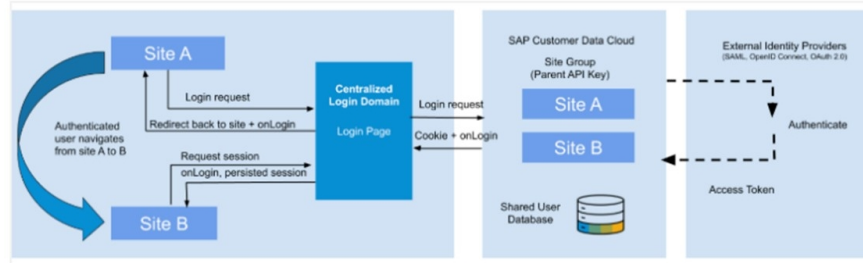 Site A
Login request
Redirect back to site + onLogin
Authenticated
user navigates
from site A to B
Request session
onLogin, persisted session
Site B
Centralized
Login Domain
Login Page
Login request
Cookie + onLogin
SAP Customer Data Cloud
Site Group
(Parent API Key)
Site A
Site B
Shared User
Database
External Identity Providers
(SAML, OpenID Connect, OAuth 2.0)
Authenticate
Access Token